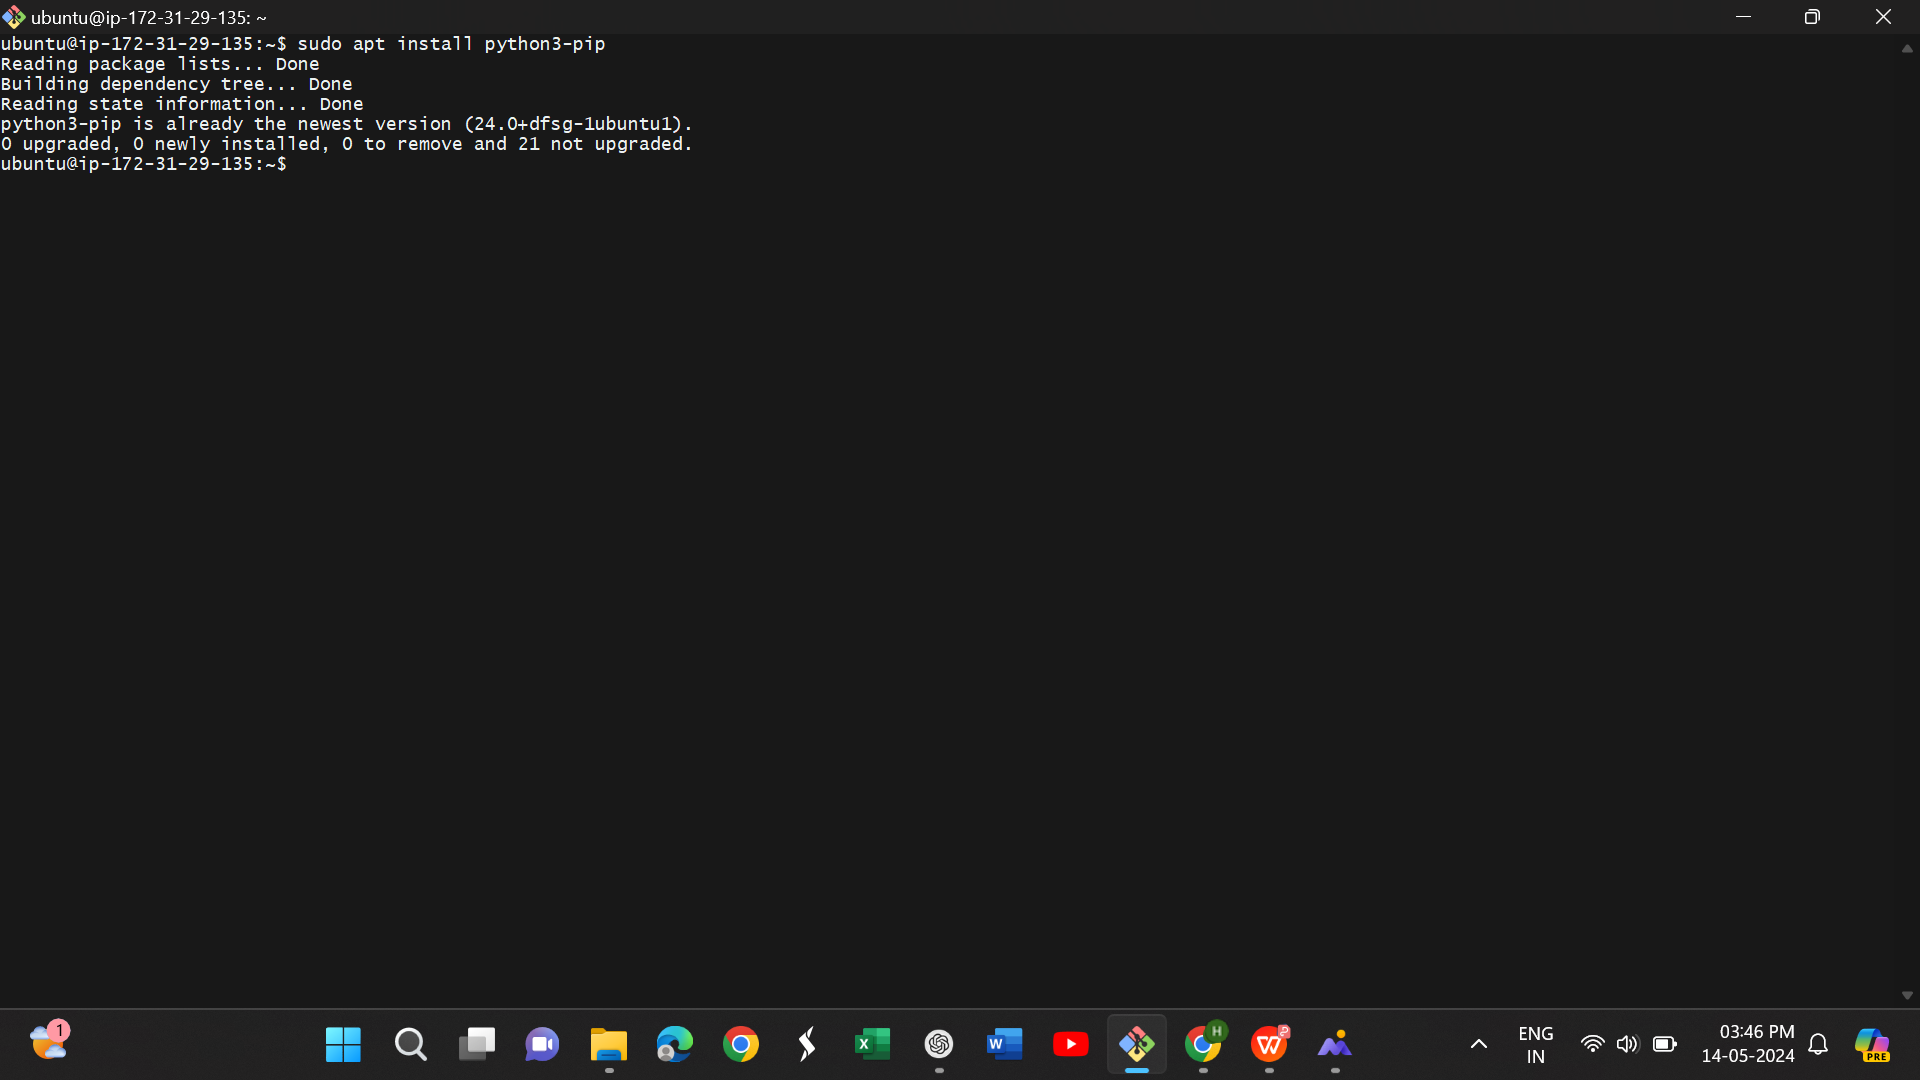 ubuntu@ip-172-31-29-135: ~
ubuntu@ip-172-31-29-135:~$ sudo apt install python3-pip
Reading package lists... Done
Building dependency tree... Done
Reading state information... Done
python3-pip is already the newest version (24.0+dfsg-1ubuntu1).
0 upgraded, 0 newly installed, 0 to remove and 21 not upgraded.
ubuntu@ip-172-31-29-135:~$
1
X
W
H
W
2
ENG
IN
03:46 PM
14-05-2024
PRE